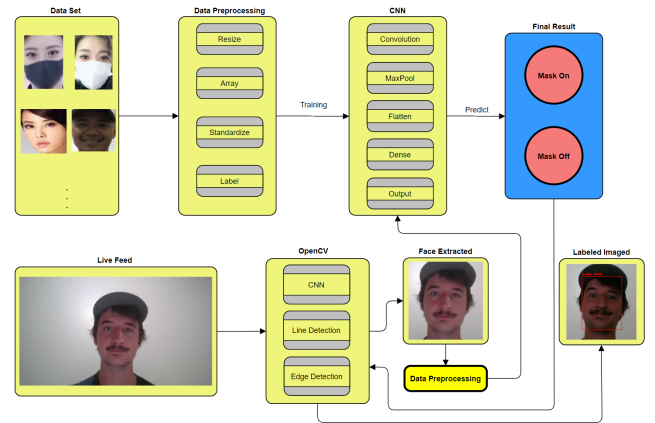 Data Set
Data Preprocessing
CNN
Final Result
Resize
Array
Standardize
Label
Training
Convolution
MaxPool
Flatten
Dense
Output
Predict
Mask On
Mask Off
Live Feed
OpenCV
CNN
Line Detection
Edge Detection
Face Extracted
Data Preprocessing
Labeled Imaged